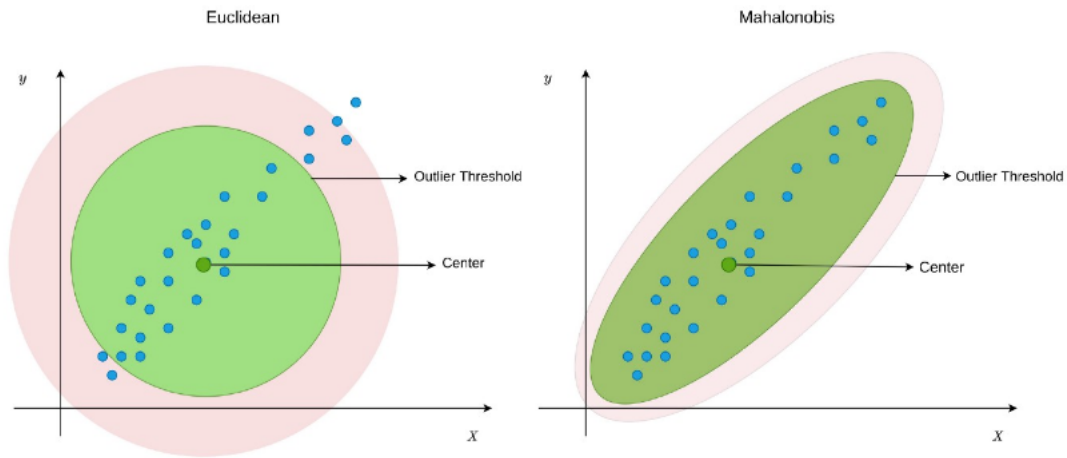 Euclidean
Mahalonobis
y
y
Outlier Threshold
Outlier Threshold
Center
Center
X
X